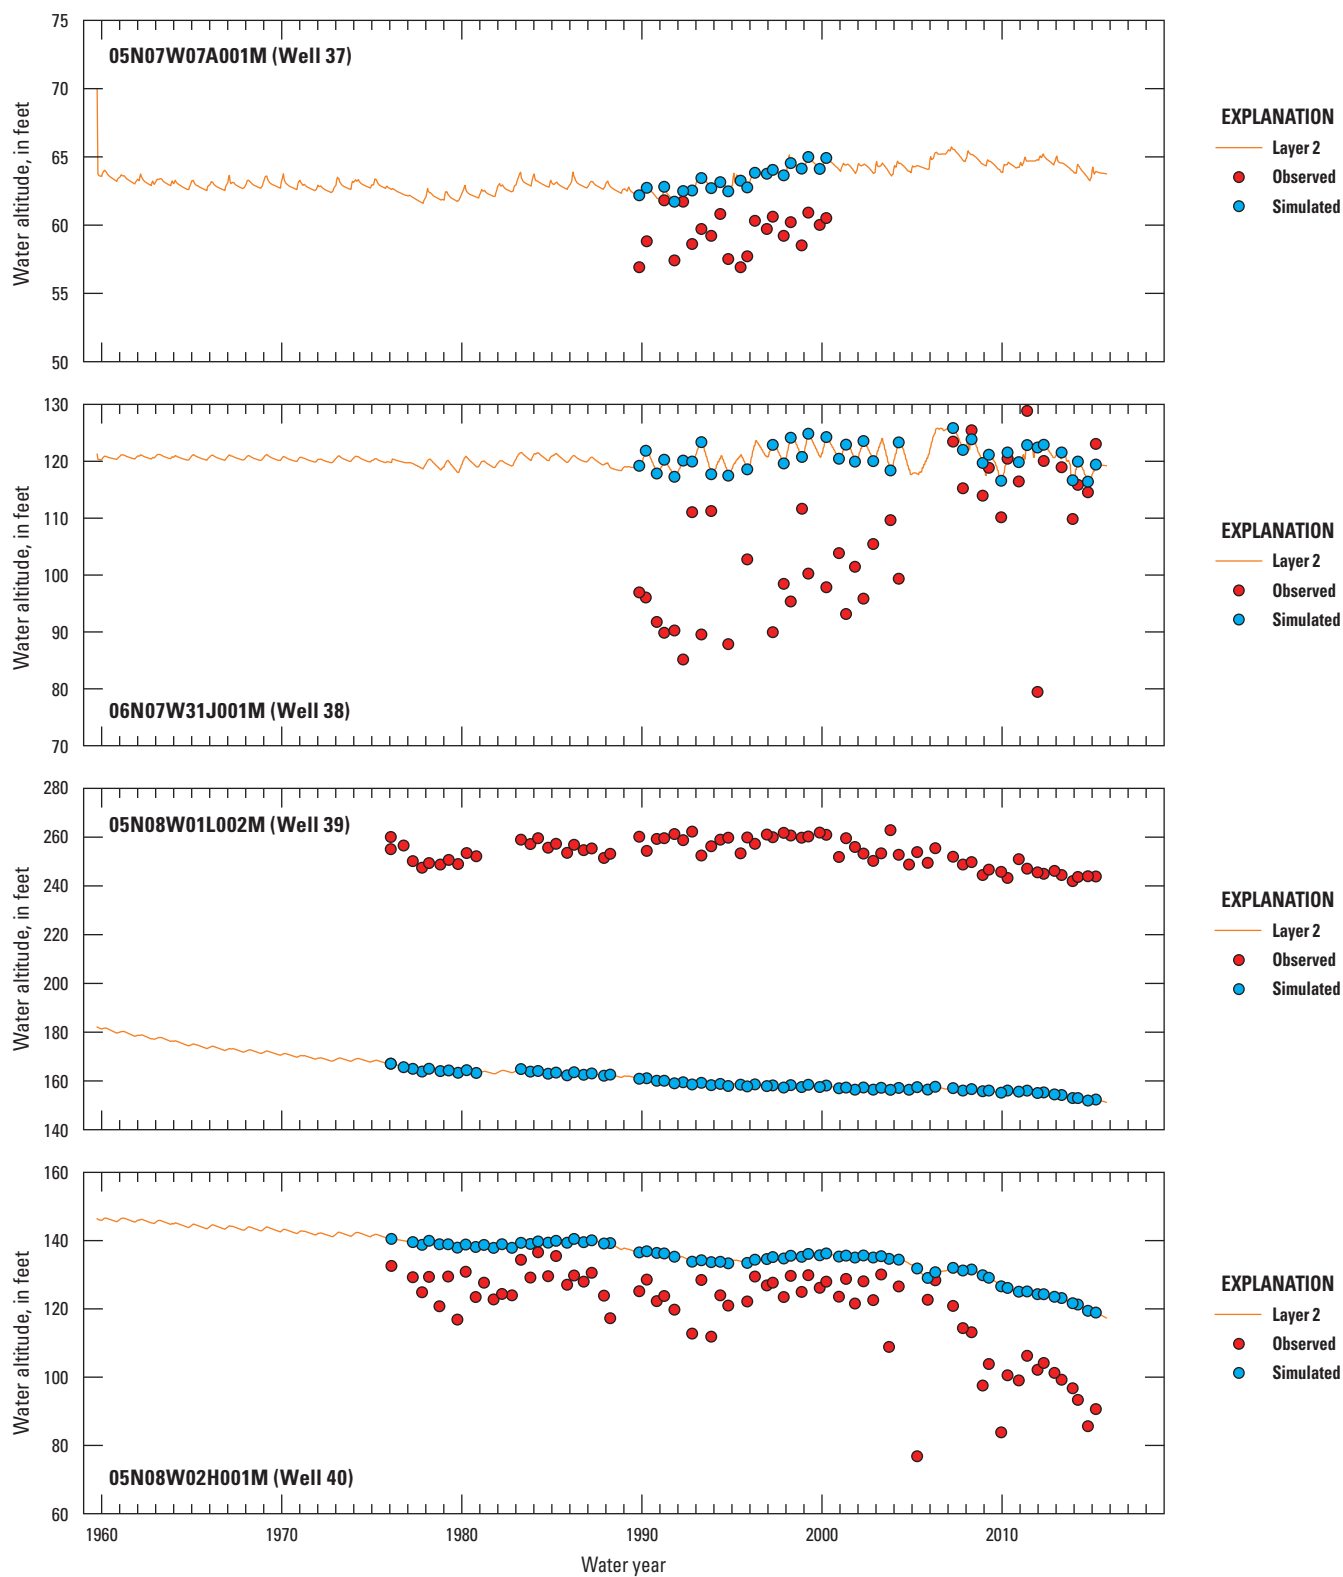 75
70
65
60
55
50
Water altitude, in feet
05N07W07A001M (Well 37)
EXPLANATION
Layer 2
Observed
Simulated
130
120
110
100
90
80
70
Water altitude, in feet
06N07W31J001M (Well 38)
EXPLANATION
Layer 2
Observed
Simulated
280
260
240
220
200
180
160
140
Water altitude, in feet
05N08W01L002M (Well 39)
EXPLANATION
Layer 2
Observed
Simulated
160
140
120
100
80
60
Water altitude, in feet
05N08W02H001M (Well 40)
EXPLANATION
Layer 2
Observed
Simulated
1960 1970 1980 1990 2000 2010
Water year